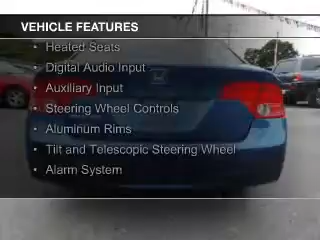 VEHICLE FEATURES
• Heated Seats
• Digital Audio Input
• Auxiliary Input
• Steering Wheel Controls
• Aluminum Rims
• Tilt and Telescopic Steering Wheel
• Alarm System